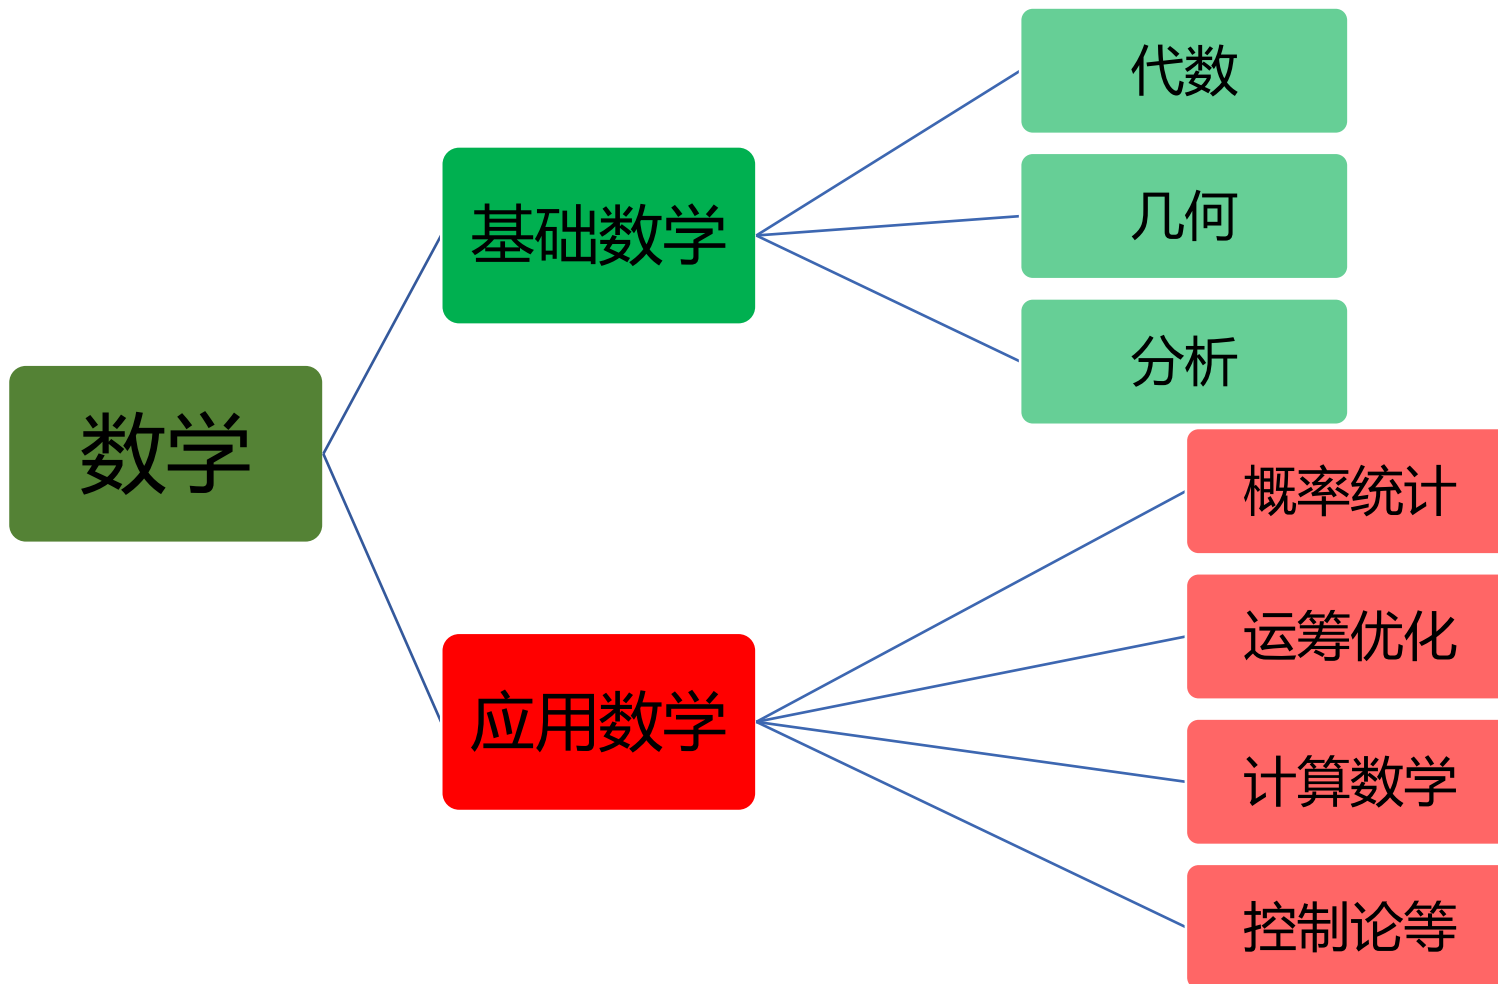 数学
基础数学
代数
几何
分析
应用数学
概率统计
运筹优化
计算数学
控制论等